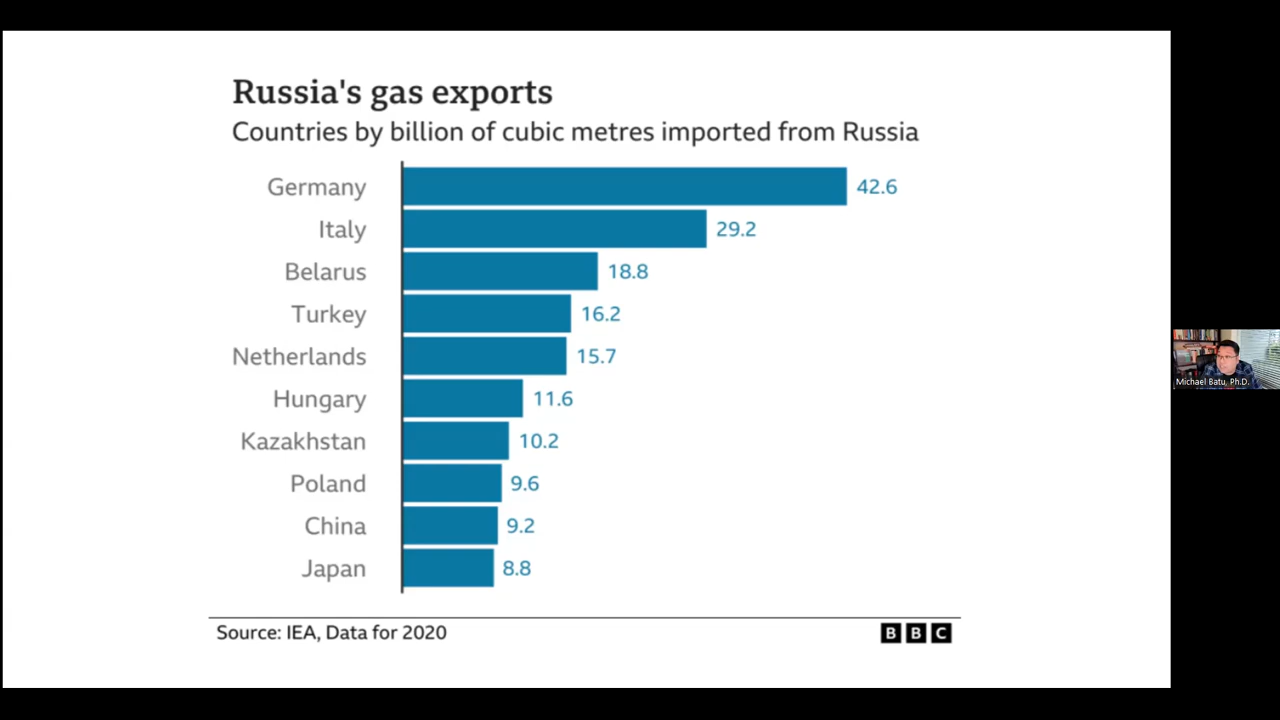 Russia's gas exports
Countries by billion of cubic metres imported from Russia
Germany 42.6
Italy 29.2
Belarus 18.8
Turkey 16.2
Netherlands 15.7
Hungary 11.6
Kazakhstan 10.2
Poland 9.6
China 9.2
Japan 8.8
Source: IEA, Data for 2020
BBC
Michael Batu, Ph.D.